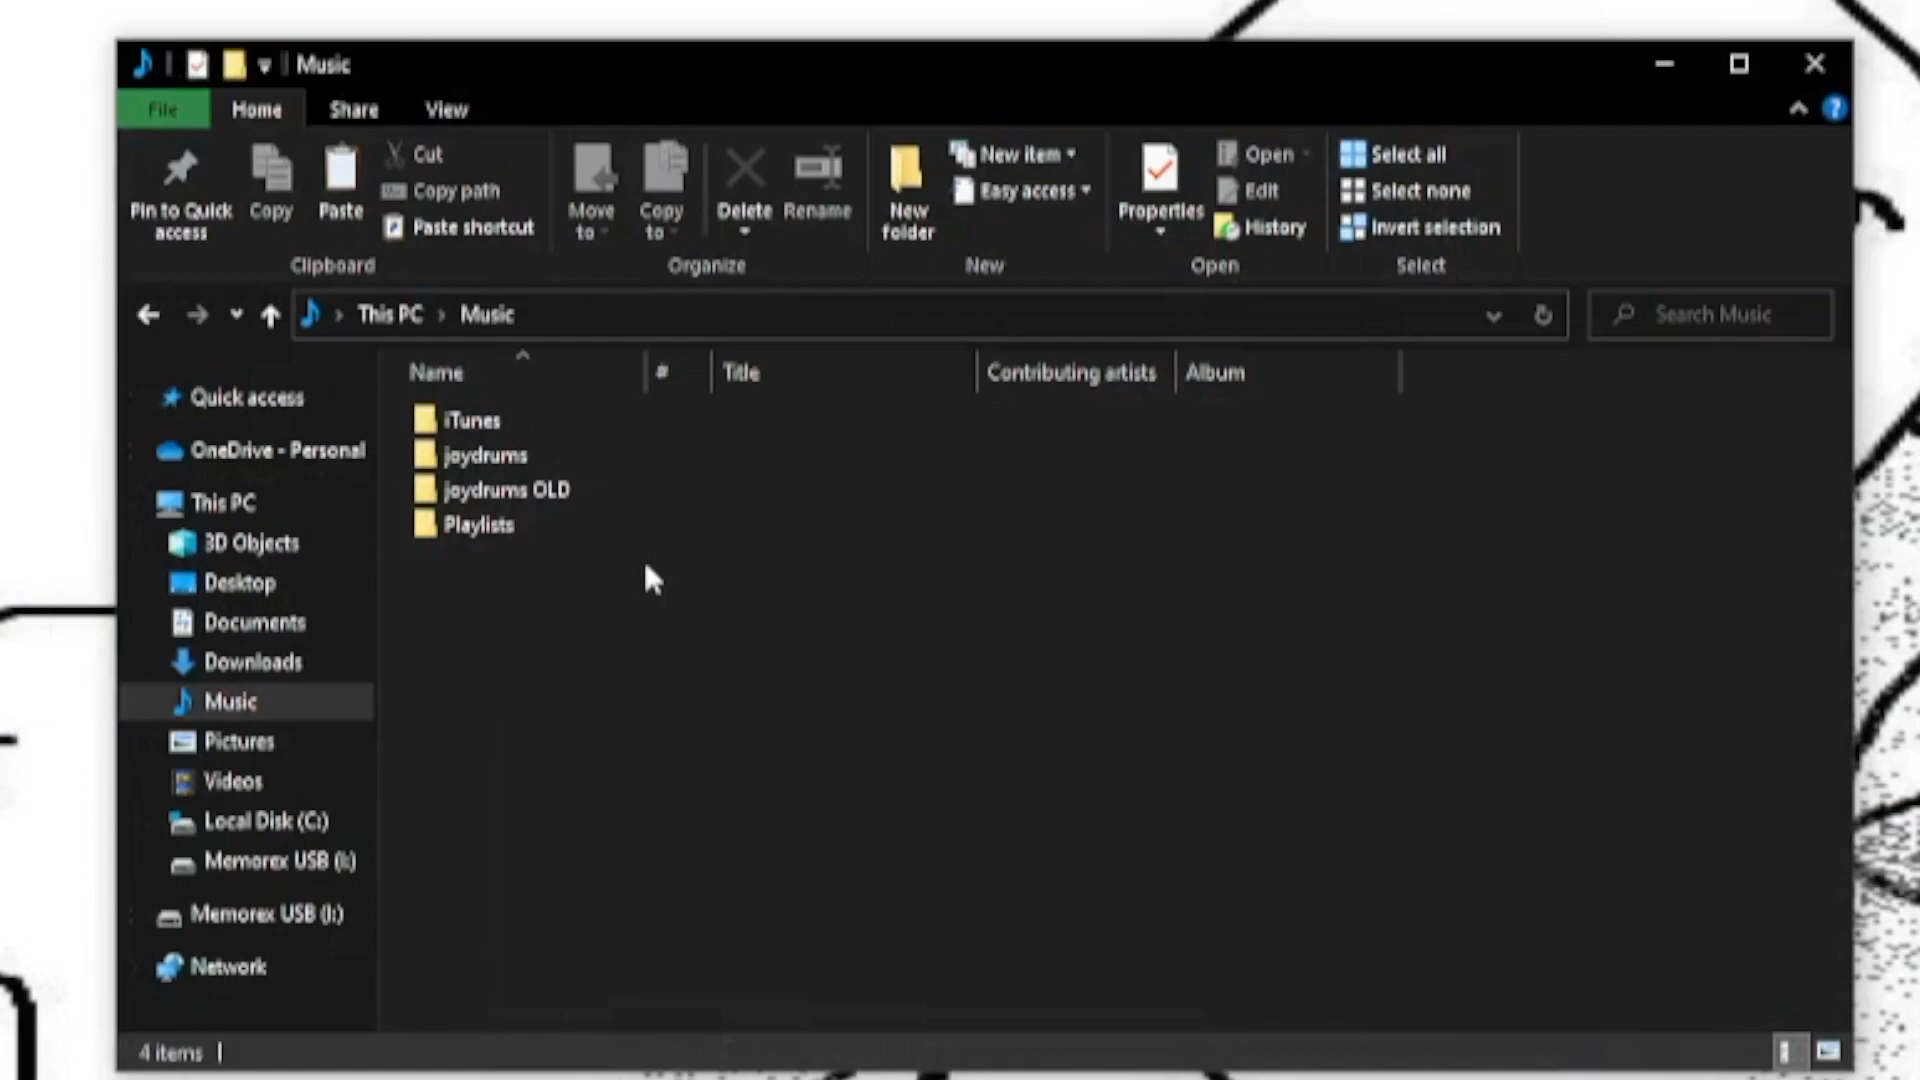 Music
File Home Share View
Pin to Quick access
Copy
Paste
Cut
Copy path
Paste shortcut
Clipboard
Move to
Copy to
Delete
Rename
Organize
New folder
New item
Easy access
New
Properties
Open
Edit
History
Open
Select all
Select none
Invert selection
Select
This PC > Music
Search Music
Name # Title Contributing artists Album
Quick access
OneDrive - Personal
This PC
3D Objects
Desktop
Documents
Downloads
Music
Pictures
Videos
Local Disk (C:)
Memorex USB (I:)
Memorex USB (I:)
Network
iTunes
joydrums
joydrums OLD
Playlists
4 items